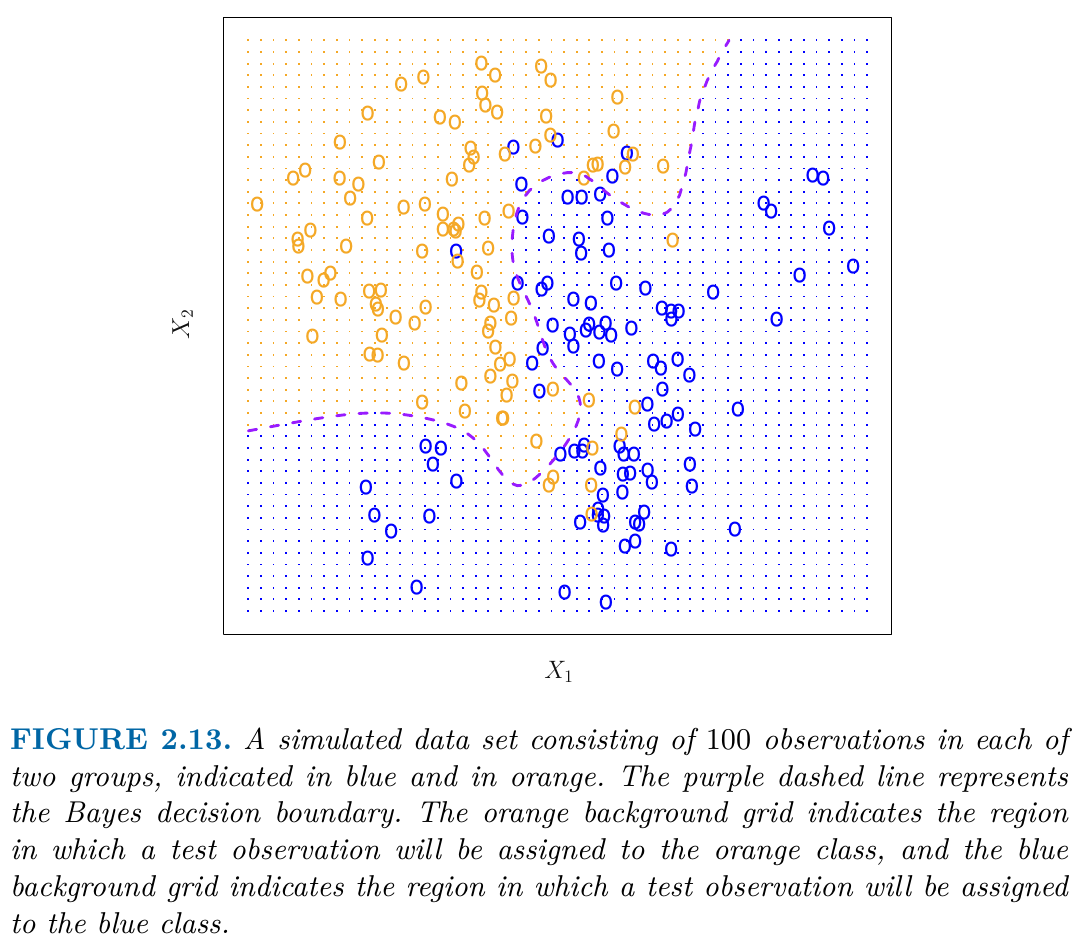 X₂
X₁
FIGURE 2.13. A simulated data set consisting of 100 observations in each of
two groups, indicated in blue and in orange. The purple dashed line represents
the Bayes decision boundary. The orange background grid indicates the region
in which a test observation will be assigned to the orange class, and the blue
background grid indicates the region in which a test observation will be assigned
to the blue class.